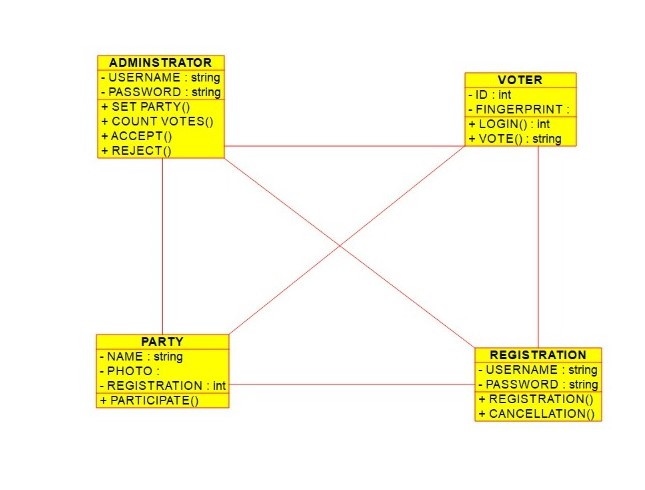 ADMINSTRATOR
- USERNAME : string
- PASSWORD : string
+ SET PARTY()
+ COUNT VOTES()
+ ACCEPT()
+ REJECT()
VOTER
- ID : int
- FINGERPRINT :
+ LOGIN() : int
+ VOTE() : string
PARTY
- NAME : string
- PHOTO :
- REGISTRATION : int
+ PARTICIPATE()
REGISTRATION
- USERNAME : string
- PASSWORD : string
+ REGISTRATION()
+ CANCELLATION()